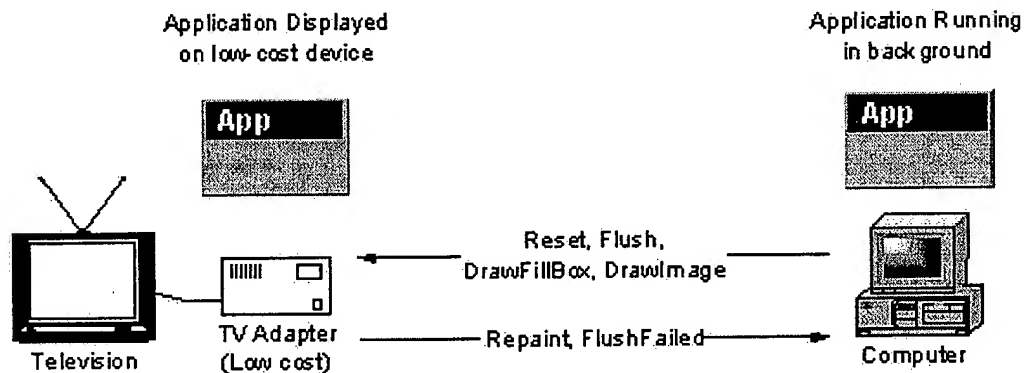 Application Displayed
on low-cost device
Application Running
in background
App
App
Reset, Flush,
DrawFillBox, DrawImage
Repaint, FlushFailed
Television
TV Adapter
(Low cost)
Computer